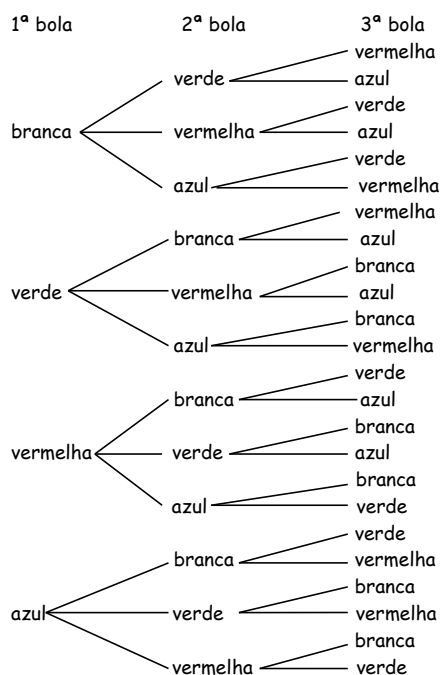 1ª bola 2ª bola 3ª bola
vermelha
verde
azul
verde
branca vermelha azul
verde
azul vermelha
vermelha
branca azul
branca
verde vermelha azul
branca
azul vermelha
verde
branca azul
branca
vermelha verde azul
branca
azul verde
verde
branca vermelha
branca
azul verde vermelha
branca
vermelha verde